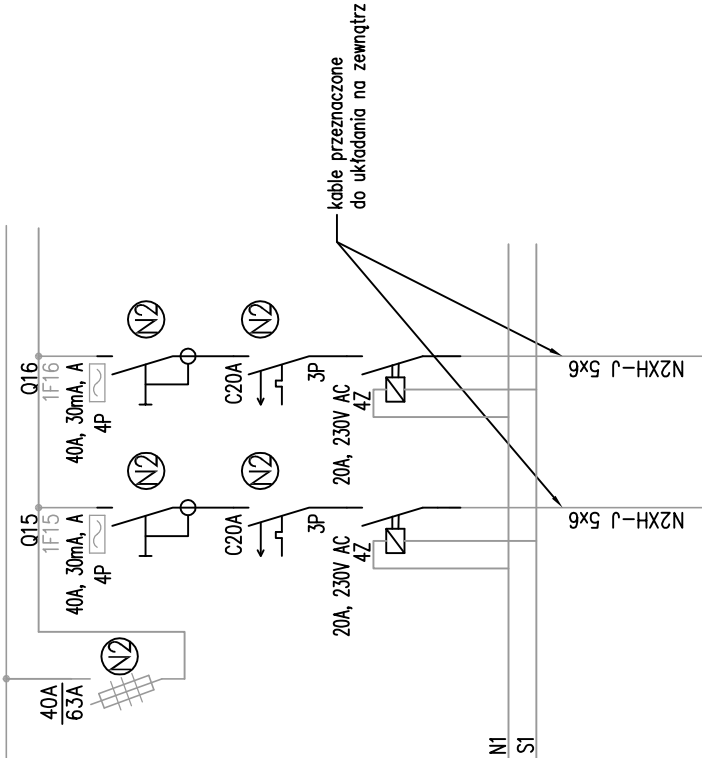 kable przeznaczone
do układania na zewnątrz
Q16
1F16
40A, 30mA, A
4P
N2
N2
C20A
3P
20A, 230V AC
4Z
N2XH-J 5x6
Q15
1F15
40A, 30mA, A
4P
N2
N2
C20A
3P
20A, 230V AC
4Z
N2XH-J 5x6
40A
63A
N2
N1
S1